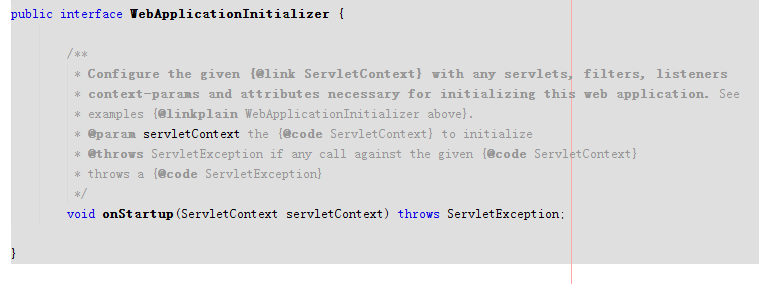 public interface WebApplicationInitializer {
/**
* Configure the given {@link ServletContext} with any servlets, filters, listeners
* context-params and attributes necessary for initializing this web application. See
* examples {@linkplain WebApplicationInitializer above}.
* @param servletContext the {@code ServletContext} to initialize
* @throws ServletException if any call against the given {@code ServletContext}
* throws a {@code ServletException}
*/
void onStartup(ServletContext servletContext) throws ServletException;
}